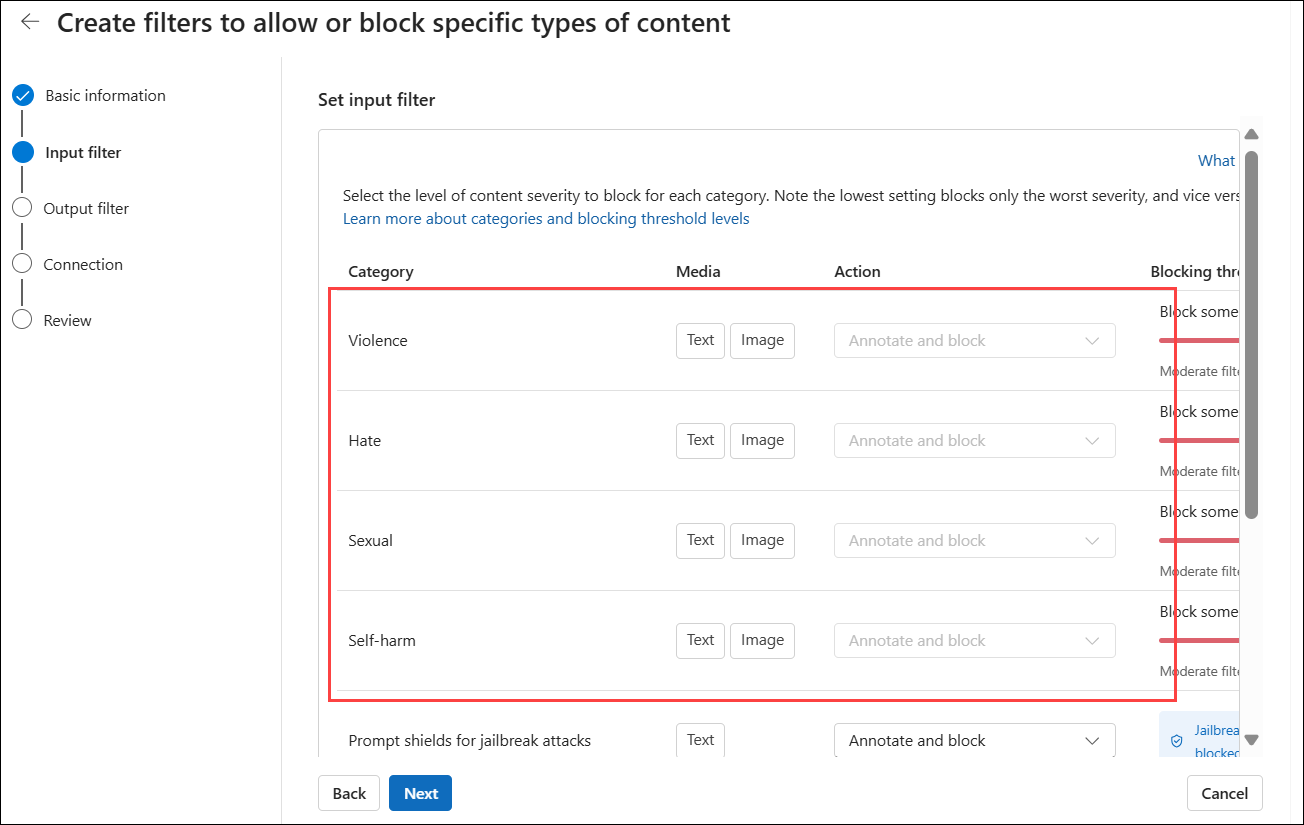 Create filters to allow or block specific types of content
Basic information
Input filter
Output filter
Connection
Review
Set input filter
What
Select the level of content severity to block for each category. Note the lowest setting blocks only the worst severity, and vice vers
Learn more about categories and blocking threshold levels
Category Media Action Blocking thre
Block some
Violence Text Image Annotate and block
Moderate filte
Block some
Hate Text Image Annotate and block
Moderate filte
Block some
Sexual Text Image Annotate and block
Moderate filte
Block some
Self-harm Text Image Annotate and block
Moderate filte
Prompt shields for jailbreak attacks Text Annotate and block
Jailbrea
blocked
Back Next Cancel